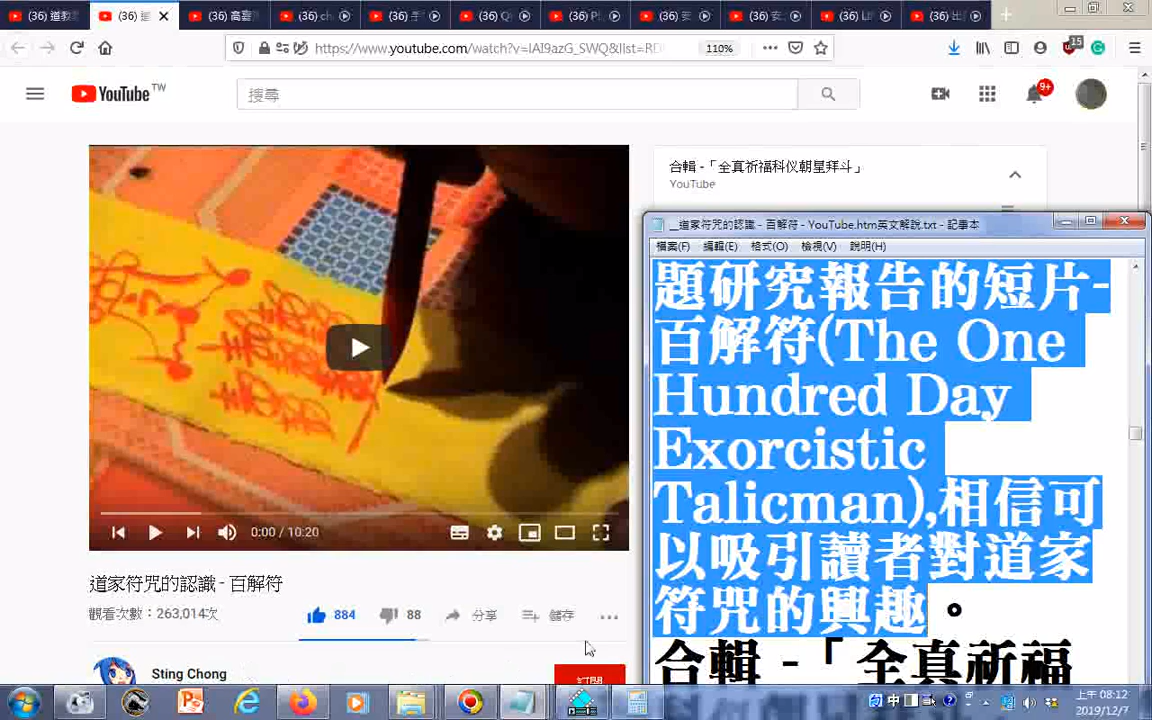 (36) 道教
(36)
(36) 高嘉
(36) ch
(36) 手
(36) Q
(36) P
(36)
(36) 安
(36) LI
(36) 出
https://www.youtube.com/watch?v=IAI9azG_SWQ&list=RD
110%
15
YouTube TW
搜尋
9+
合輯 -「全真祈福科仪朝星拜斗」
YouTube
__道家符咒的認識 - 百解符 - YouTube.htm英文解說.txt - 記事本
檔案(F) 編輯(E) 格式(O) 檢視(V) 說明(H)
題研究報告的短片-
百解符(The One
Hundred Day
Exorcistic
Talicman),相信可
以吸引讀者對道家
符咒的興趣。
合輯 -「全真祈福
0:00 / 10:20
道家符咒的認識 - 百解符
觀看次數：263,014次
884
88
分享
儲存
Sting Chong
訂閱
中
上午 08:12
2019/12/7